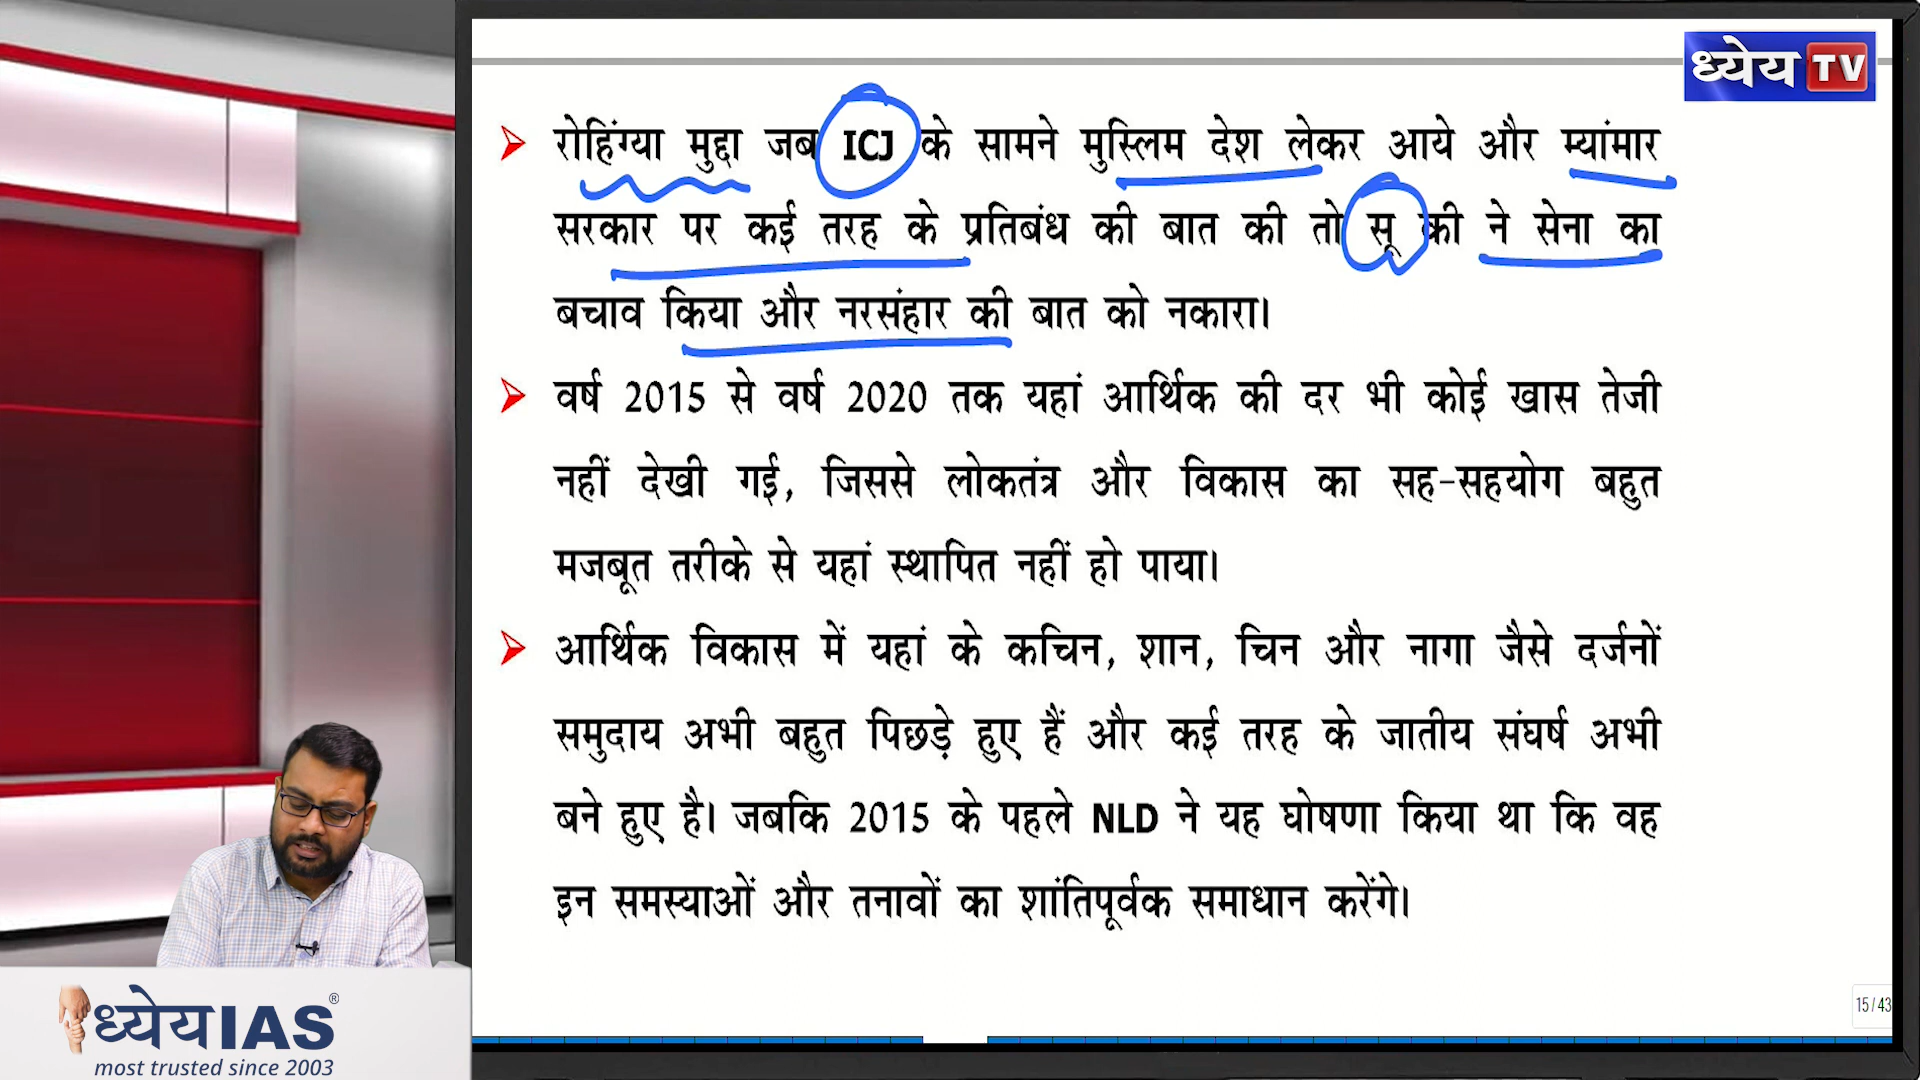 ध्येय TV
रोहिंग्या मुद्दा जब ICJ के सामने मुस्लिम देश लेकर आये और म्यांमार
सरकार पर कई तरह के प्रतिबंध की बात की तो सू की ने सेना का
बचाव किया और नरसंहार की बात को नकारा।
वर्ष 2015 से वर्ष 2020 तक यहां आर्थिक की दर भी कोई खास तेजी
नहीं देखी गई, जिससे लोकतंत्र और विकास का सह-सहयोग बहुत
मजबूत तरीके से यहां स्थापित नहीं हो पाया।
आर्थिक विकास में यहां के कचिन, शान, चिन और नागा जैसे दर्जनों
समुदाय अभी बहुत पिछड़े हुए हैं और कई तरह के जातीय संघर्ष अभी
बने हुए है। जबकि 2015 के पहले NLD ने यह घोषणा किया था कि वह
इन समस्याओं और तनावों का शांतिपूर्वक समाधान करेंगे।
15/43
ध्येय IAS ®
most trusted since 2003